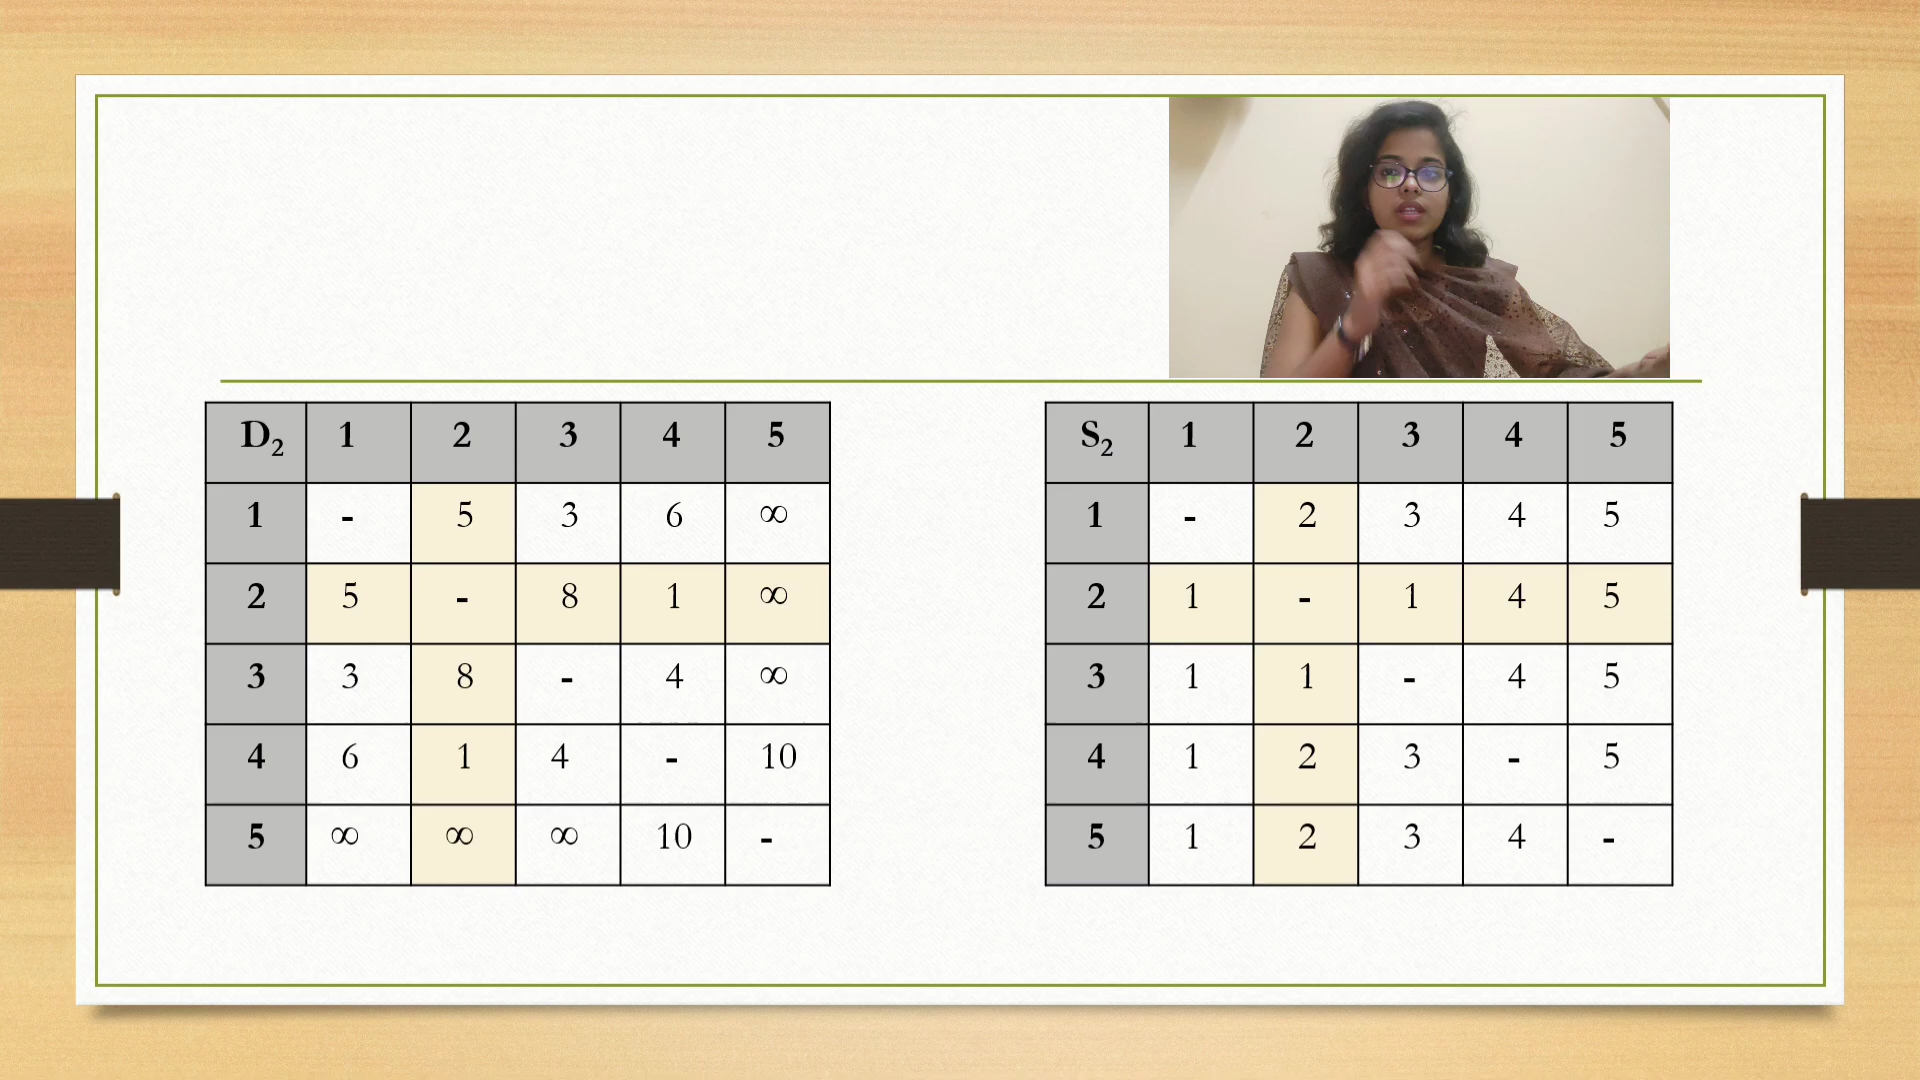 D₂ 1 2 3 4 5
1 - 5 3 6 ∞
2 5 - 8 1 ∞
3 3 8 - 4 ∞
4 6 1 4 - 10
5 ∞ ∞ ∞ 10 -
S₂ 1 2 3 4 5
1 - 2 3 4 5
2 1 - 1 4 5
3 1 1 - 4 5
4 1 2 3 - 5
5 1 2 3 4 -